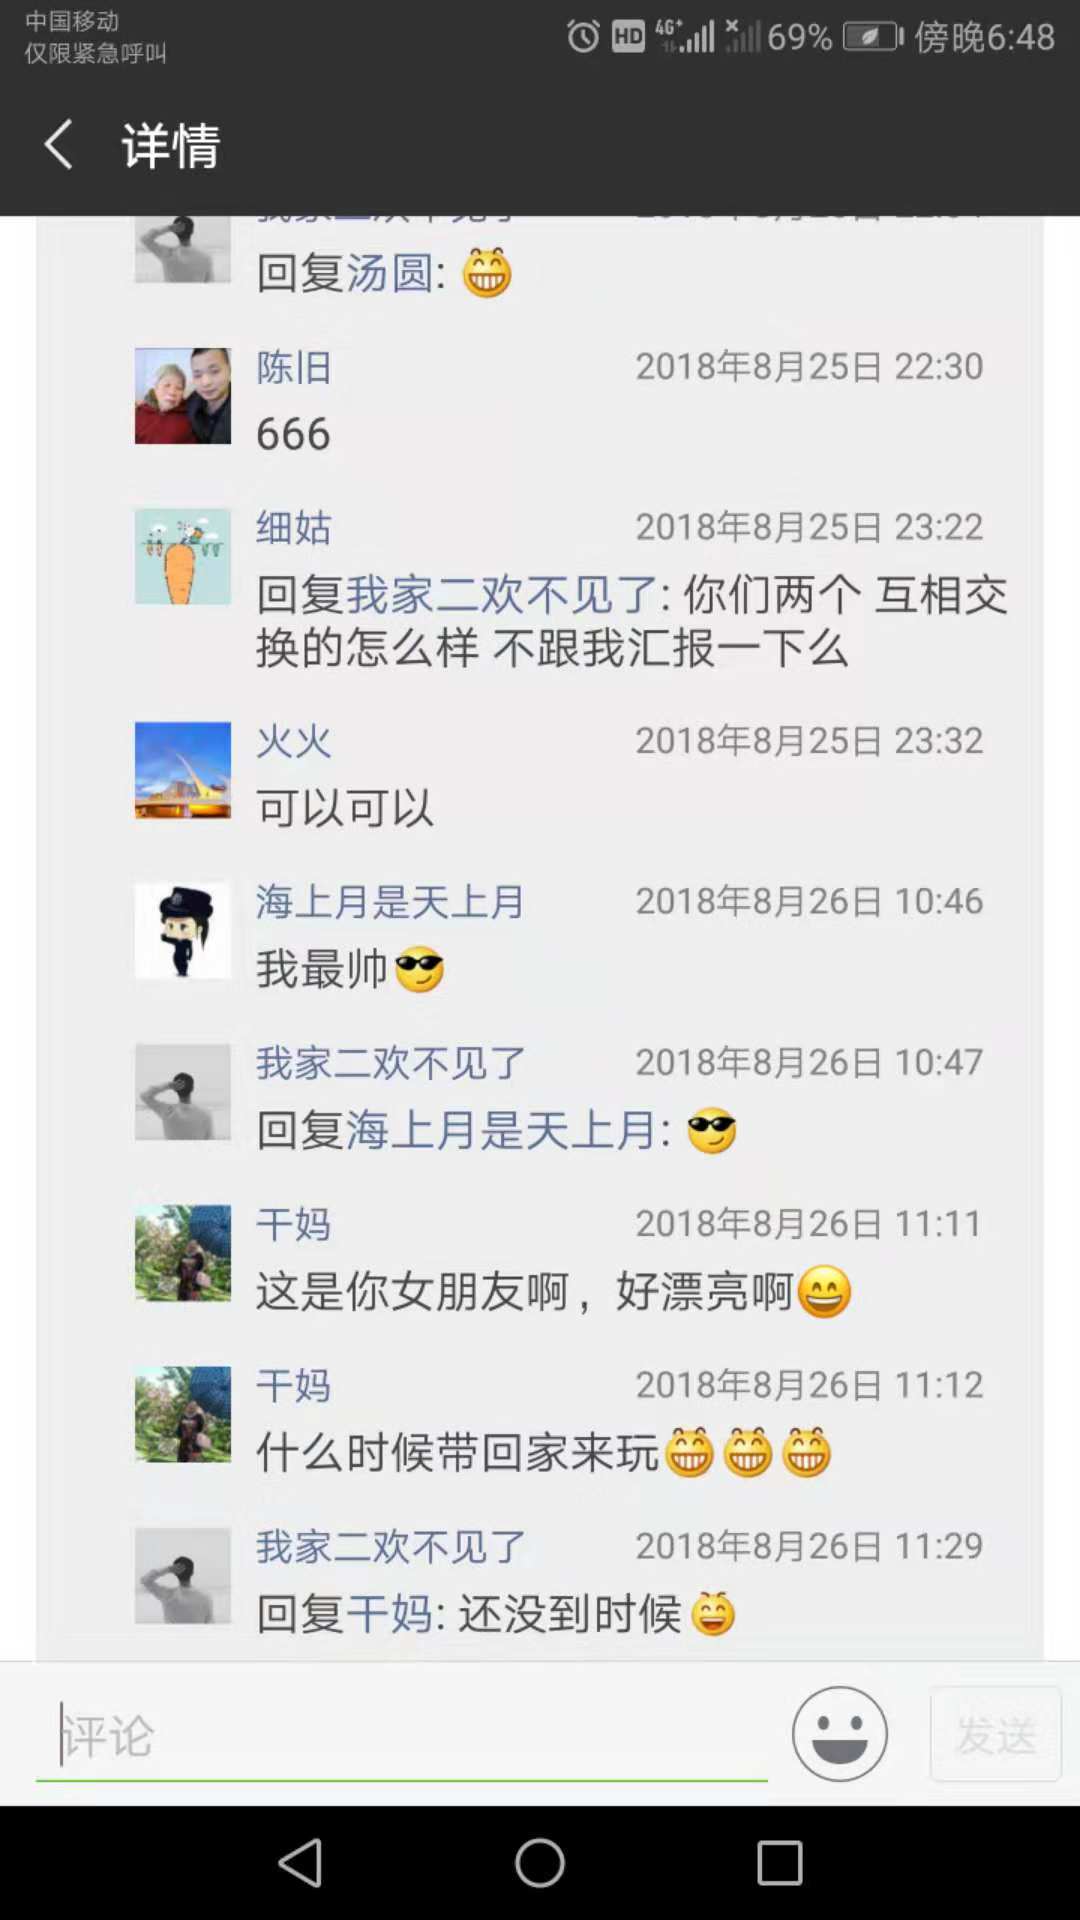 中国移动
仅限紧急呼叫
HD 4G+ 69% 傍晚6:48
详情
回复汤圆:
陈旧 2018年8月25日 22:30
666
细姑 2018年8月25日 23:22
回复我家二欢不见了: 你们两个 互相交
换的怎么样 不跟我汇报一下么
火火 2018年8月25日 23:32
可以可以
海上月是天上月 2018年8月26日 10:46
我最帅😎
我家二欢不见了 2018年8月26日 10:47
回复海上月是天上月: 😎
干妈 2018年8月26日 11:11
这是你女朋友啊，好漂亮啊😄
干妈 2018年8月26日 11:12
什么时候带回家来玩😁😁😁
我家二欢不见了 2018年8月26日 11:29
回复干妈: 还没到时候😄
评论
发送